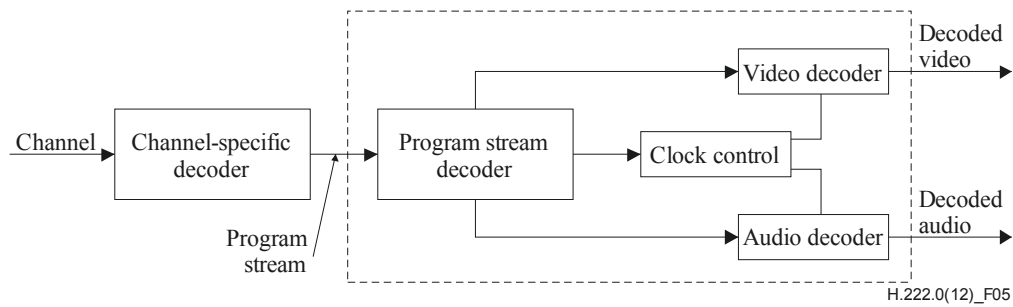 Decoded
video
Video decoder
Channel
Channel-specific
decoder
Program stream
decoder
Clock control
Program
stream
Audio decoder
Decoded
audio
H.222.0(12)_F05